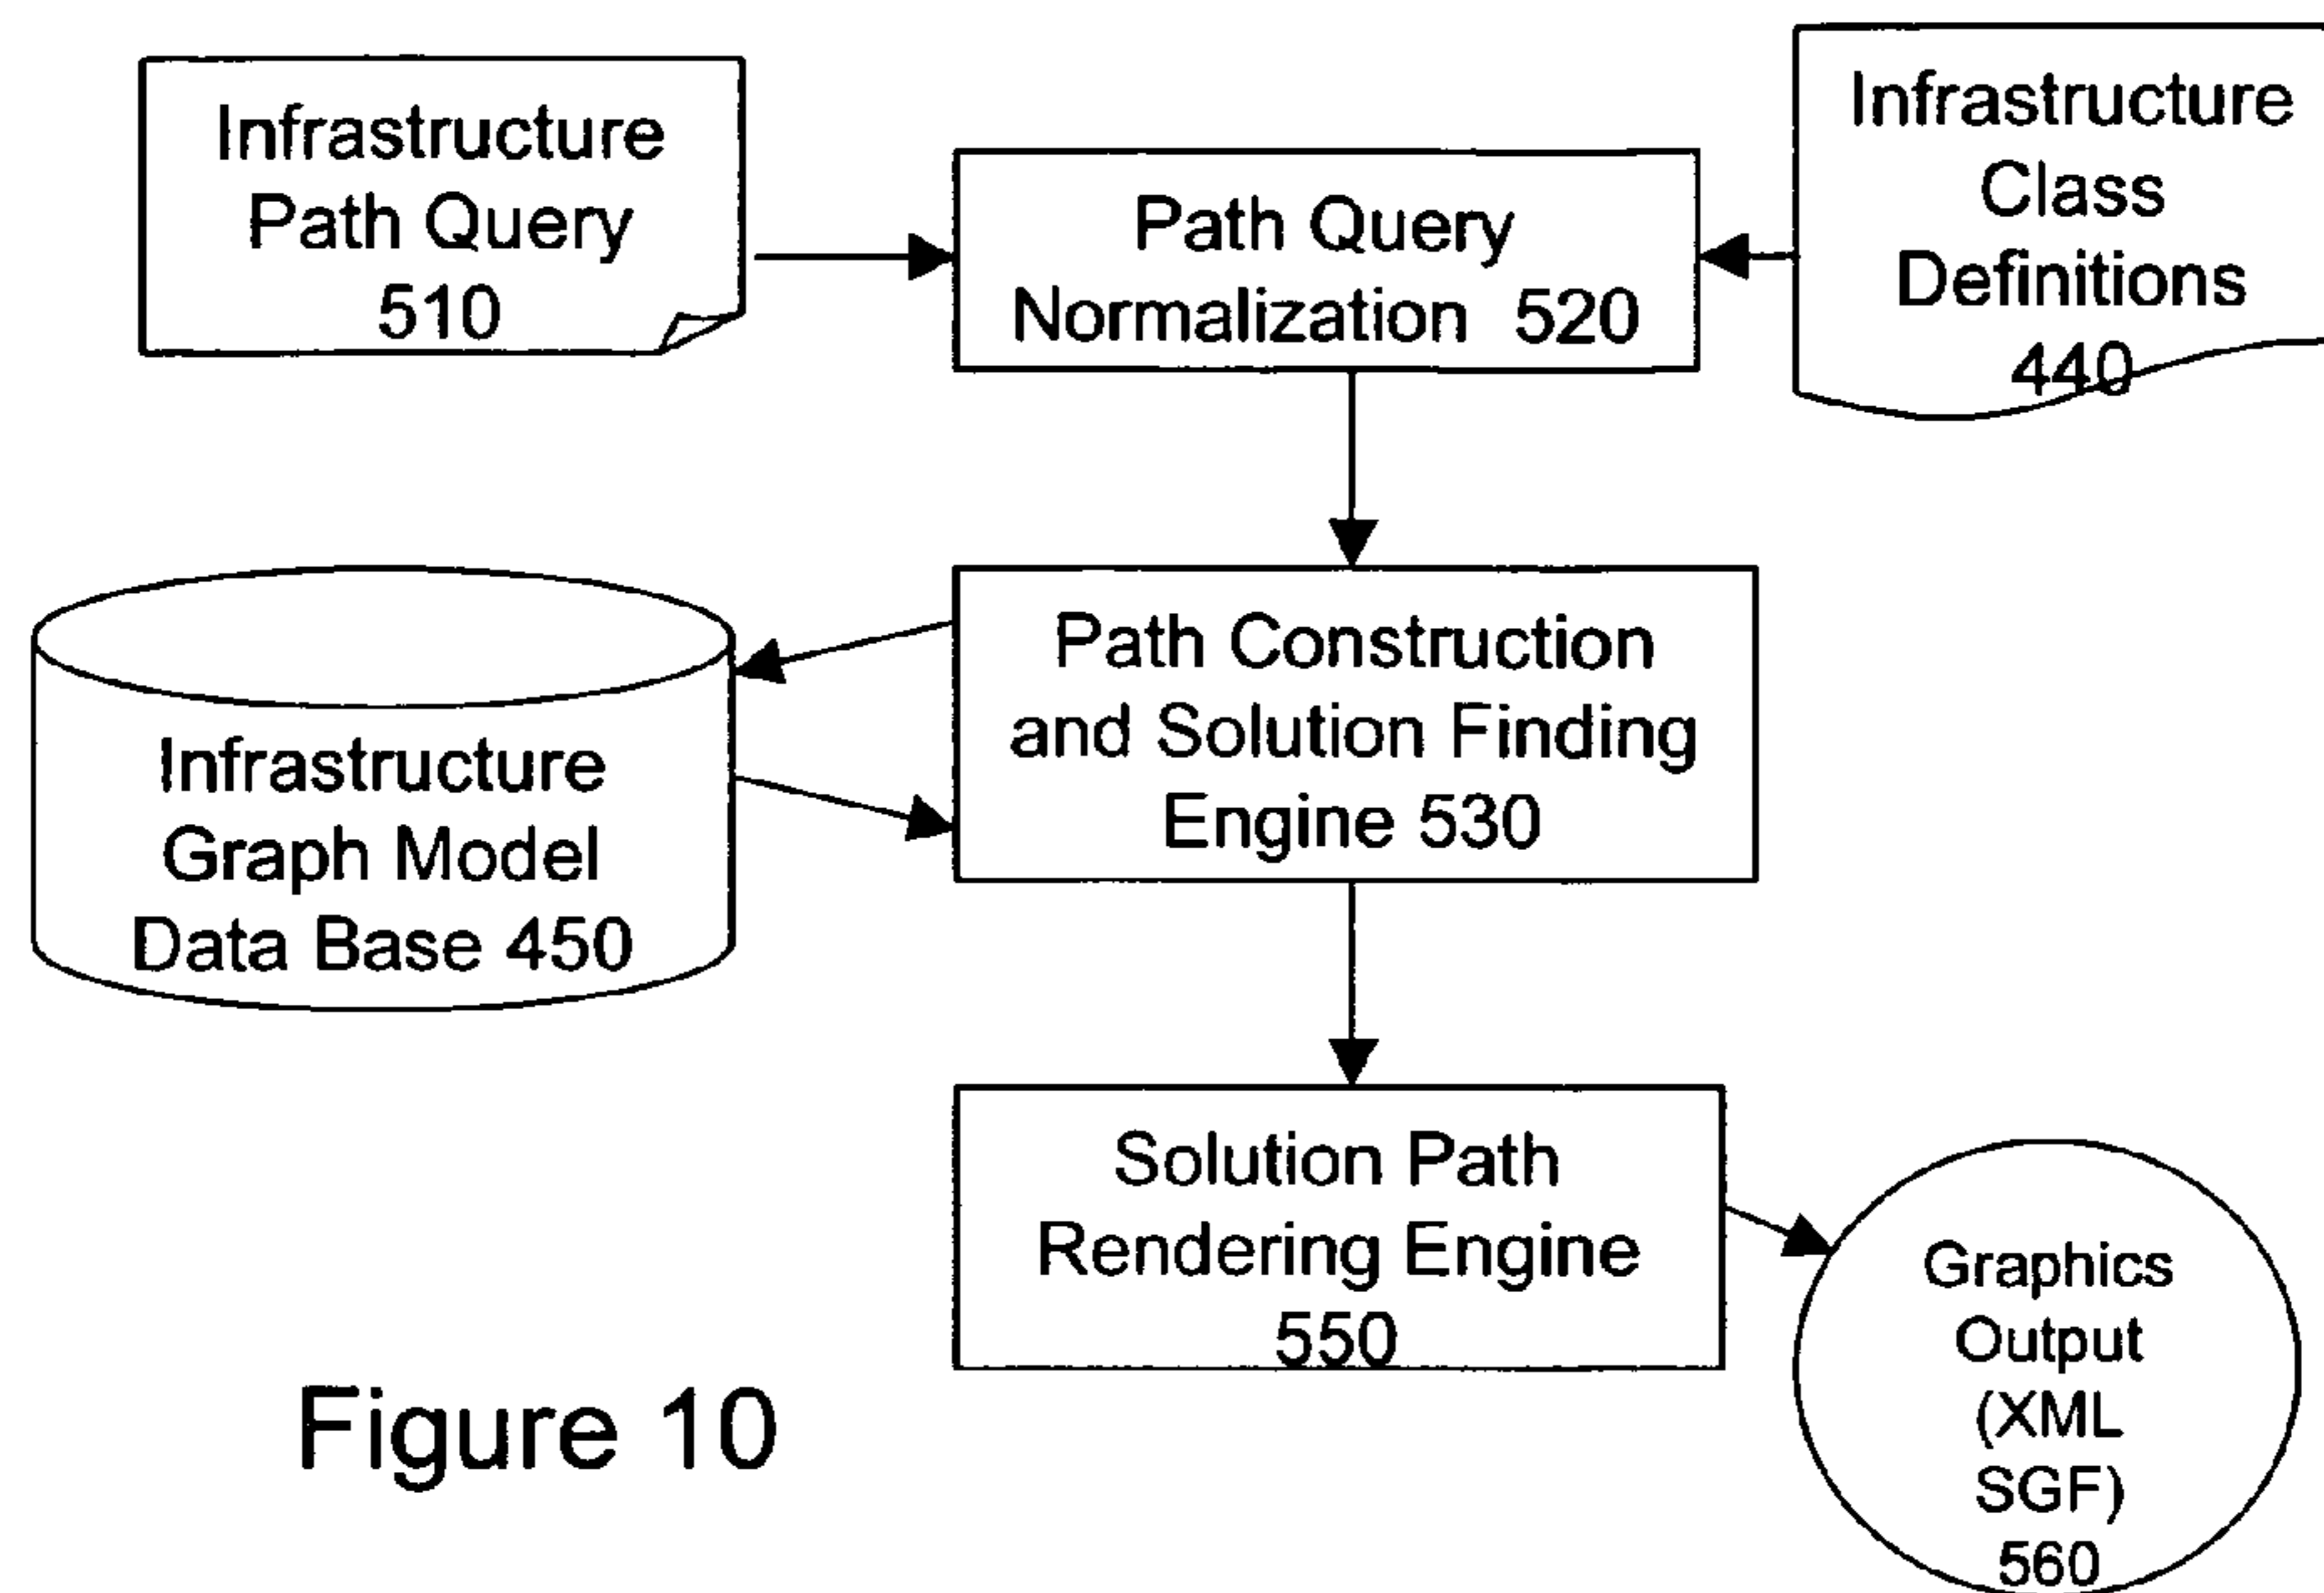 Infrastructure
Path Query
510
Path Query
Normalization 520
Infrastructure
Class
Definitions
440
Infrastructure
Graph Model
Data Base 450
Path Construction
and Solution Finding
Engine 530
Solution Path
Rendering Engine
550
Graphics
Output
(XML
SGF)
560
Figure 10